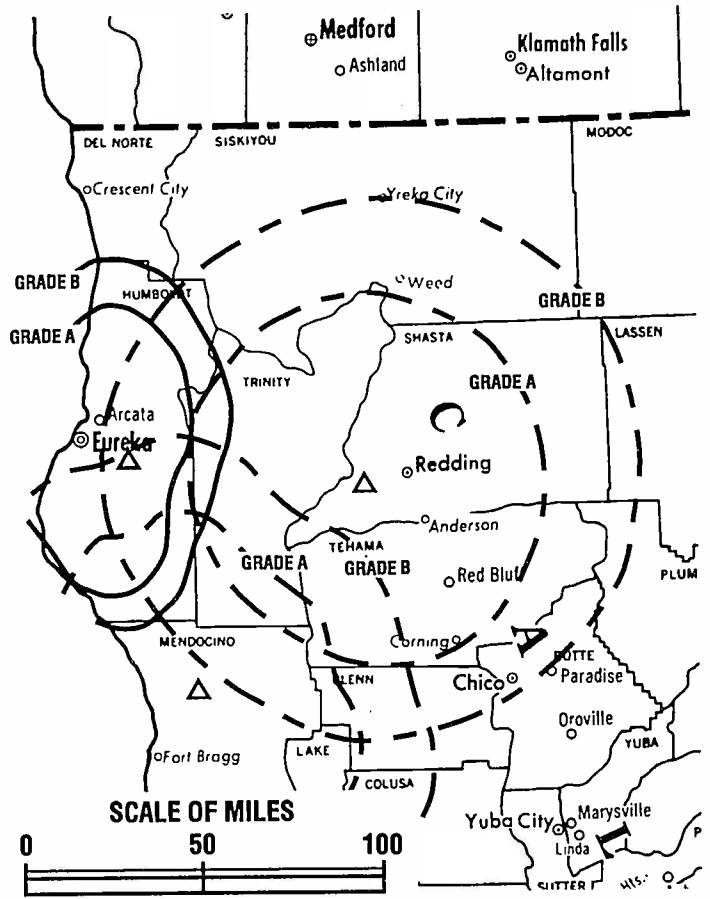 Medford
Ashland
Klamath Falls
Altamont
DEL NORTE
SISKIYOU
MODOC
Crescent City
Yreka City
GRADE B
HUMBOLDT
Weed
GRADE B
GRADE A
SHASTA
LASSEN
TRINITY
GRADE A
Arcata
Eureka
Redding
Anderson
TEHAMA
GRADE A
GRADE B
Red Bluff
PLUM
MENDOCINO
Corning
GLENN
BUTTE
Chico
Paradise
Oroville
LAKE
YUBA
Fort Bragg
COLUSA
SCALE OF MILES
0 50 100
Yuba City
Marysville
Linda
P
SUTTER
Hts.